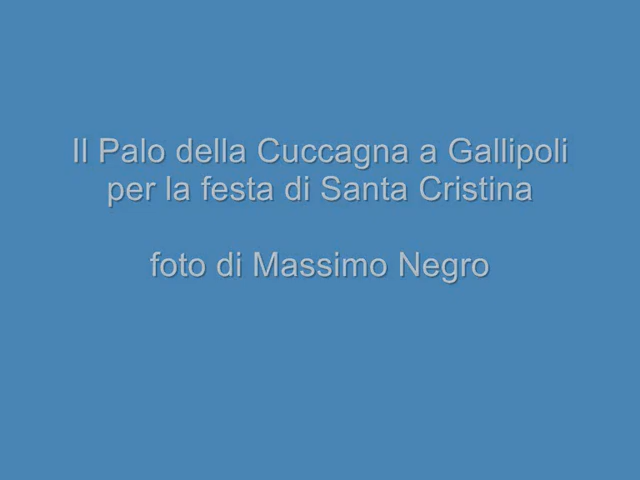 Il Palo della Cuccagna a Gallipoli
per la festa di Santa Cristina
foto di Massimo Negro